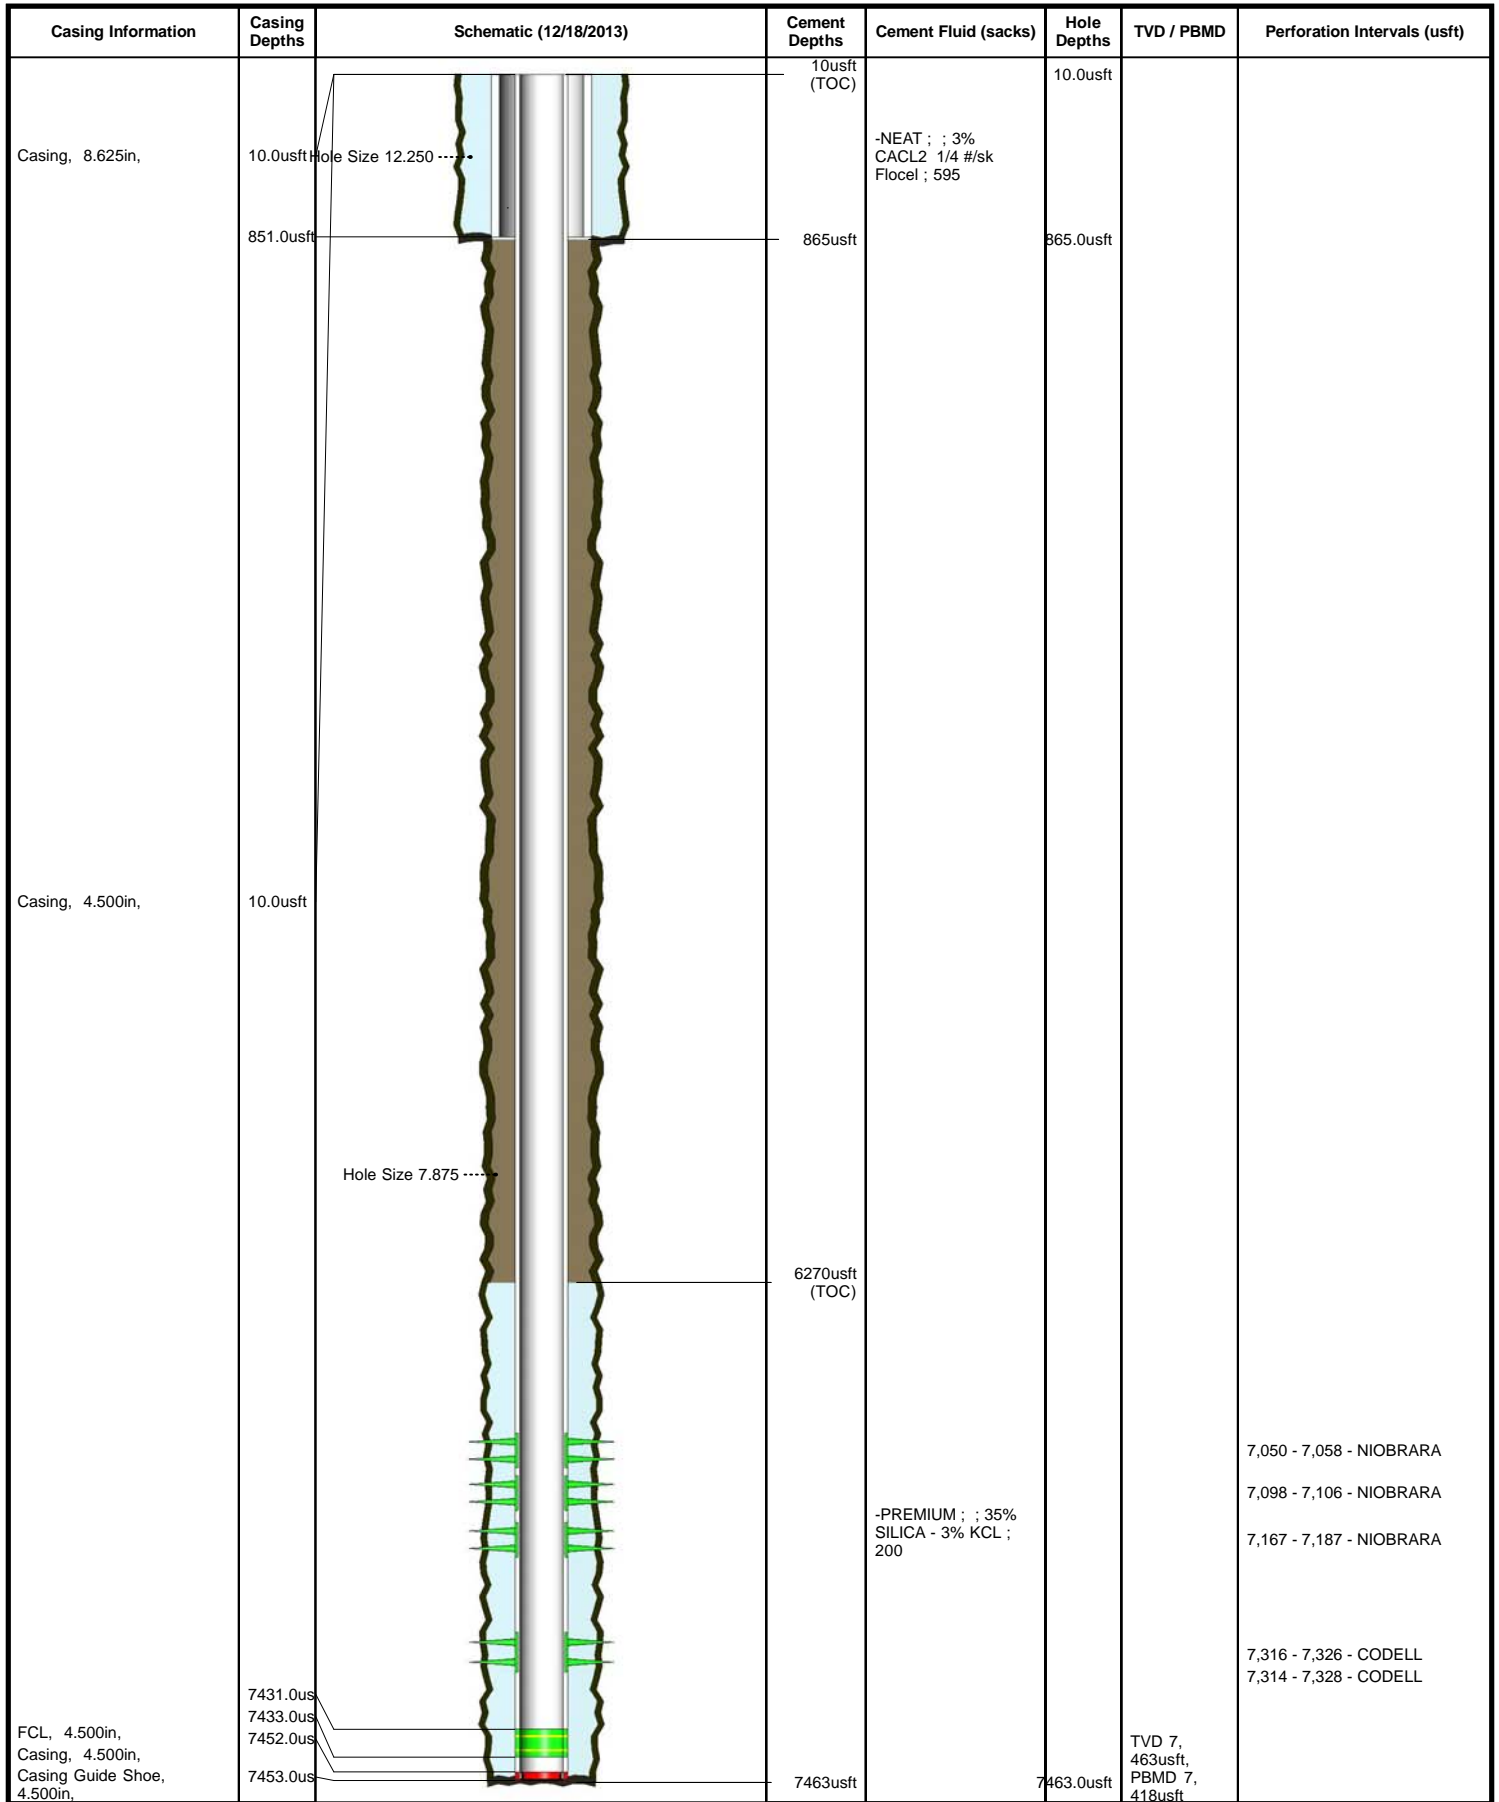 Casing Information
Casing
Depths
Schematic (12/18/2013)
Cement
Depths
Cement Fluid (sacks)
Hole
Depths
TVD / PBMD
Perforation Intervals (usft)
10usft
(TOC)
10.0usft
Casing, 8.625in,
10.0usft
Hole Size 12.250
-NEAT ; ; 3%
CACL2 1/4 #/sk
Flocel ; 595
851.0usft
865usft
865.0usft
Casing, 4.500in,
10.0usft
Hole Size 7.875
6270usft
(TOC)
7,050 - 7,058 - NIOBRARA
7,098 - 7,106 - NIOBRARA
-PREMIUM ; ; 35%
SILICA - 3% KCL ;
200
7,167 - 7,187 - NIOBRARA
7,316 - 7,326 - CODELL
7,314 - 7,328 - CODELL
7431.0us
7433.0us
FCL, 4.500in,
7452.0us
Casing, 4.500in,
Casing Guide Shoe,
4.500in,
7453.0us
7463usft
7463.0usft
TVD 7,
463usft,
PBMD 7,
418usft